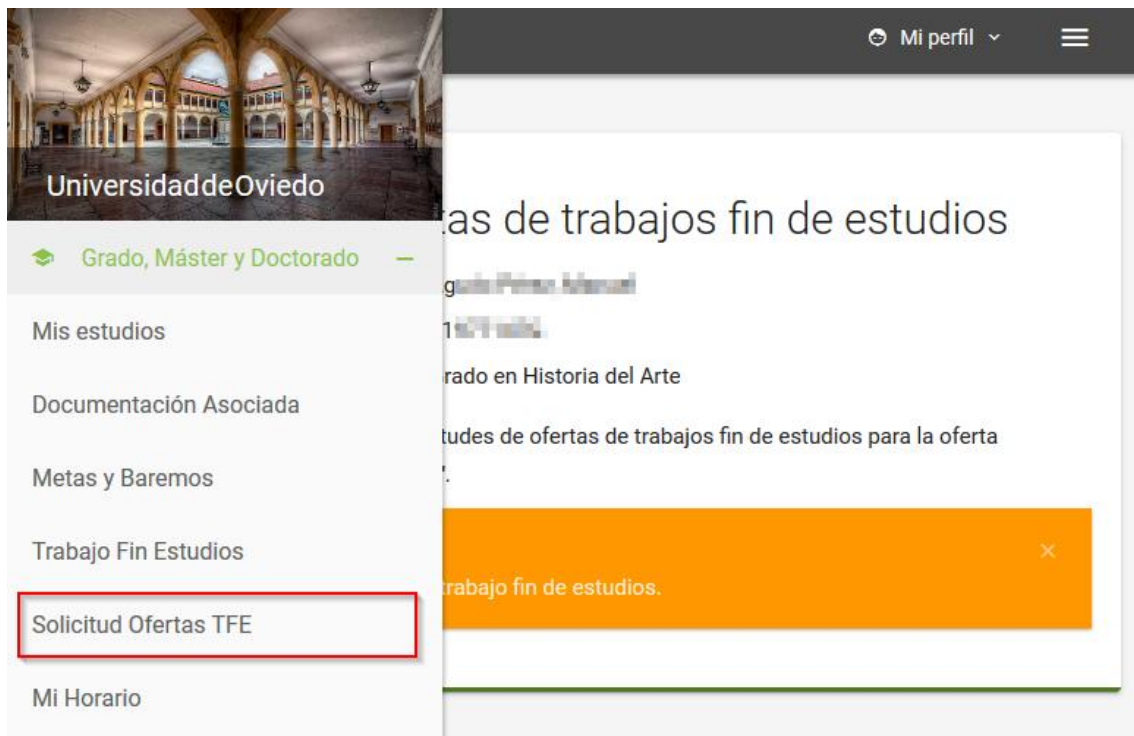 Mi perfil
UniversidaddeOviedo
Grado, Máster y Doctorado
Mis estudios
Documentación Asociada
Metas y Baremos
Trabajo Fin Estudios
Solicitud Ofertas TFE
Mi Horario
tas de trabajos fin de estudios
rado en Historia del Arte
tudes de ofertas de trabajos fin de estudios para la oferta
trabajo fin de estudios.